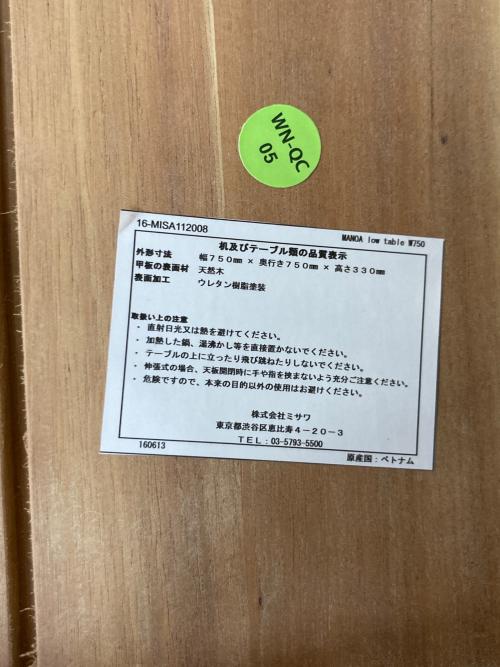 WN-QC
05
16-MISA112008
MANOA low table W750
机及びテーブル類の品質表示
外形寸法 幅750mm × 奥行き750mm × 高さ330mm
甲板の表面材 天然木
表面加工 ウレタン樹脂塗装
取扱い上の注意
・ 直射日光又は熱を避けてください。
・ 加熱した鍋、湯沸かし等を直接置かないでください。
・ テーブルの上に立ったり飛び跳ねたりしないでください。
・ 伸張式の場合、天板開閉時に手や指を挟まないよう充分ご注意ください。
・ 危険ですので、本来の目的以外の使用はお避けください。
株式会社ミサワ
東京都渋谷区恵比寿4-20-3
TEL:03-5793-5500
160613
原産国:ベトナム